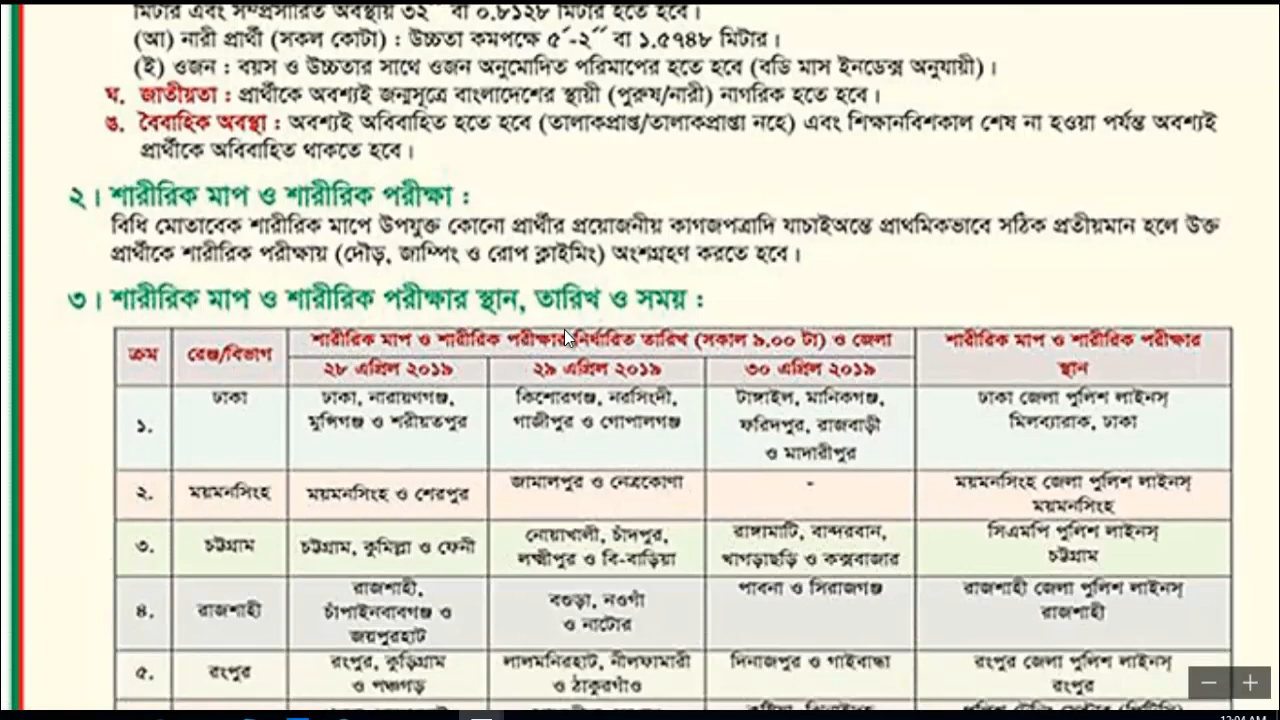 মিটার এবং সম্প্রসারিত অবস্থায় ৩২˝ বা ০.৮১২৮ মিটার হতে হবে।
(আ) নারী প্রার্থী (সকল কোটা) : উচ্চতা কমপক্ষে ৫´-২˝ বা ১.৫৭৪৮ মিটার।
(ই) ওজন : বয়স ও উচ্চতার সাথে ওজন অনুমোদিত পরিমাপের হতে হবে (বডি মাস ইনডেক্স অনুযায়ী)।
ঘ. জাতীয়তা : প্রার্থীকে অবশ্যই জন্মসূত্রে বাংলাদেশের স্থায়ী (পুরুষ/নারী) নাগরিক হতে হবে।
ঙ. বৈবাহিক অবস্থা : অবশ্যই অবিবাহিত হতে হবে (তালাকপ্রাপ্ত/তালাকপ্রাপ্তা নহে) এবং শিক্ষানবিশকাল শেষ না হওয়া পর্যন্ত অবশ্যই
প্রার্থীকে অবিবাহিত থাকতে হবে।
২। শারীরিক মাপ ও শারীরিক পরীক্ষা :
বিধি মোতাবেক শারীরিক মাপে উপযুক্ত কোনো প্রার্থীর প্রয়োজনীয় কাগজপত্রাদি যাচাইঅন্তে প্রাথমিকভাবে সঠিক প্রতীয়মান হলে উক্ত
প্রার্থীকে শারীরিক পরীক্ষায় (দৌড়, জাম্পিং ও রোপ ক্লাইমিং) অংশগ্রহণ করতে হবে।
৩। শারীরিক মাপ ও শারীরিক পরীক্ষার স্থান, তারিখ ও সময় :
ক্রম রেঞ্জ/বিভাগ শারীরিক মাপ ও শারীরিক পরীক্ষার নির্ধারিত তারিখ (সকাল ৯.০০ টা) ও জেলা শারীরিক মাপ ও শারীরিক পরীক্ষার
২৮ এপ্রিল ২০১৯ ২৯ এপ্রিল ২০১৯ ৩০ এপ্রিল ২০১৯ স্থান
১. ঢাকা ঢাকা, নারায়ণগঞ্জ, কিশোরগঞ্জ, নরসিংদী, টাঙ্গাইল, মানিকগঞ্জ, ঢাকা জেলা পুলিশ লাইনস্
মুন্সিগঞ্জ ও শরীয়তপুর গাজীপুর ও গোপালগঞ্জ ফরিদপুর, রাজবাড়ী মিলব্যারাক, ঢাকা
ও মাদারীপুর
২. ময়মনসিংহ ময়মনসিংহ ও শেরপুর জামালপুর ও নেত্রকোণা - ময়মনসিংহ জেলা পুলিশ লাইনস্
ময়মনসিংহ
৩. চট্টগ্রাম চট্টগ্রাম, কুমিল্লা ও ফেনী নোয়াখালী, চাঁদপুর, রাঙ্গামাটি, বান্দরবান, সিএমপি পুলিশ লাইনস্
লক্ষ্মীপুর ও বি-বাড়িয়া খাগড়াছড়ি ও কক্সবাজার চট্টগ্রাম
৪. রাজশাহী রাজশাহী, বগুড়া, নওগাঁ পাবনা ও সিরাজগঞ্জ রাজশাহী জেলা পুলিশ লাইনস্
চাঁপাইনবাবগঞ্জ ও ও নাটোর রাজশাহী
জয়পুরহাট
৫. রংপুর রংপুর, কুড়িগ্রাম লালমনিরহাট, নীলফামারী দিনাজপুর ও গাইবান্ধা রংপুর জেলা পুলিশ লাইনস্
ও পঞ্চগড় ও ঠাকুরগাঁও রংপুর